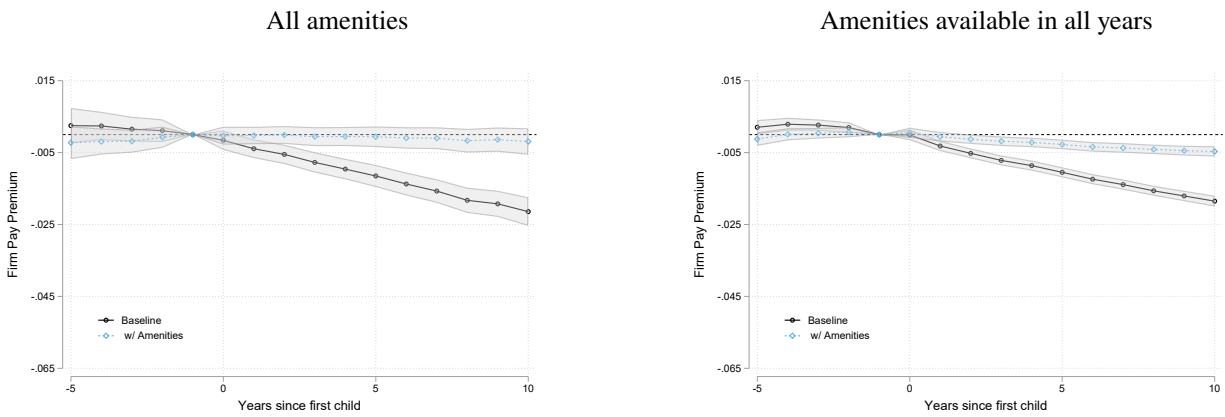 All amenities
.015
-.005
-.025
-.045
-.065
Firm Pay Premium
Baseline
w/ Amenities
-5
0
5
10
Years since first child
Amenities available in all years
.015
-.005
-.025
-.045
-.065
Firm Pay Premium
Baseline
w/ Amenities
-5
0
5
10
Years since first child